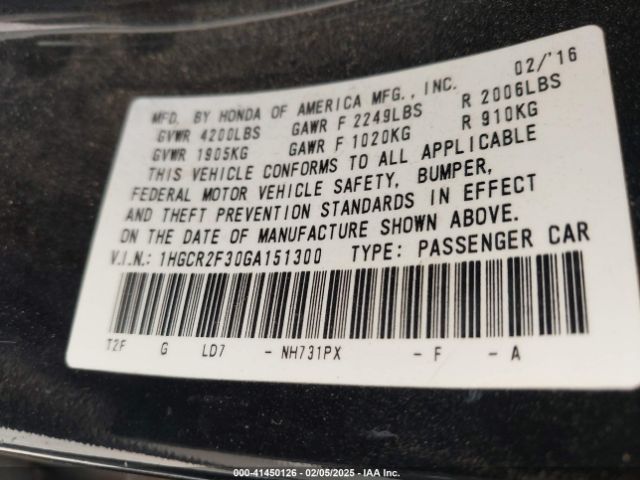 MFD. BY HONDA OF AMERICA MFG., INC. 02/'16
GVWR 4200LBS GAWR F 2249LBS R 2006LBS
GVWR 1905KG GAWR F 1020KG R 910KG
THIS VEHICLE CONFORMS TO ALL APPLICABLE
FEDERAL MOTOR VEHICLE SAFETY, BUMPER,
AND THEFT PREVENTION STANDARDS IN EFFECT
ON THE DATE OF MANUFACTURE SHOWN ABOVE.
V.I.N.: 1HGCR2F30GA151300 TYPE: PASSENGER CAR
T2F G LD7 - NH731PX - F - A
000-41450126 - 02/05/2025 - IAA Inc.